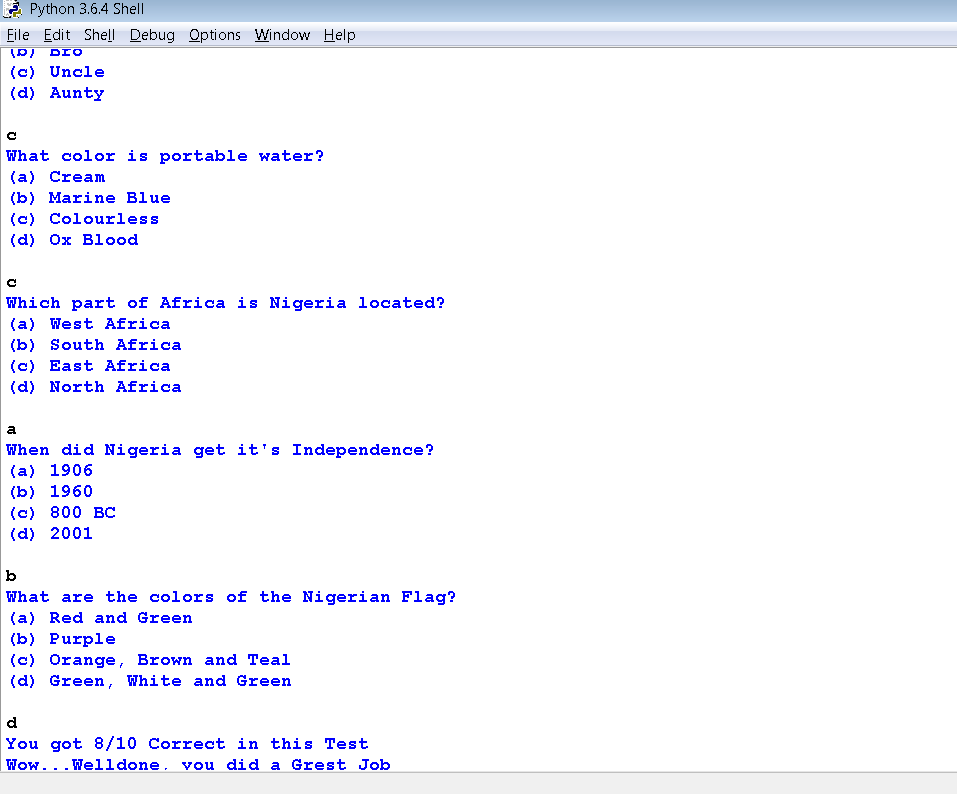 Python 3.6.4 Shell
File Edit Shell Debug Options Window Help
(b) Bro
(c) Uncle
(d) Aunty
c
What color is portable water?
(a) Cream
(b) Marine Blue
(c) Colourless
(d) Ox Blood
c
Which part of Africa is Nigeria located?
(a) West Africa
(b) South Africa
(c) East Africa
(d) North Africa
a
When did Nigeria get it's Independence?
(a) 1906
(b) 1960
(c) 800 BC
(d) 2001
b
What are the colors of the Nigerian Flag?
(a) Red and Green
(b) Purple
(c) Orange, Brown and Teal
(d) Green, White and Green
d
You got 8/10 Correct in this Test
Wow...Welldone, you did a Grest Job